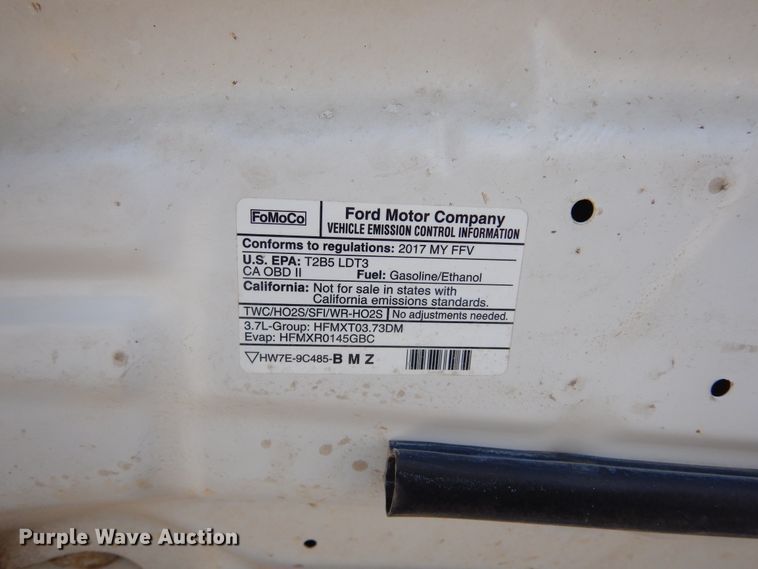 FoMoCo
Ford Motor Company
VEHICLE EMISSION CONTROL INFORMATION
Conforms to regulations: 2017 MY FFV
U.S. EPA: T2B5 LDT3
CA OBD II Fuel: Gasoline/Ethanol
California: Not for sale in states with
California emissions standards.
TWC/HO2S/SFI/WR-HO2S No adjustments needed.
3.7L-Group: HFMXT03.73DM
Evap: HFMXR0145GBC
HW7E-9C485-B M Z
Purple Wave Auction